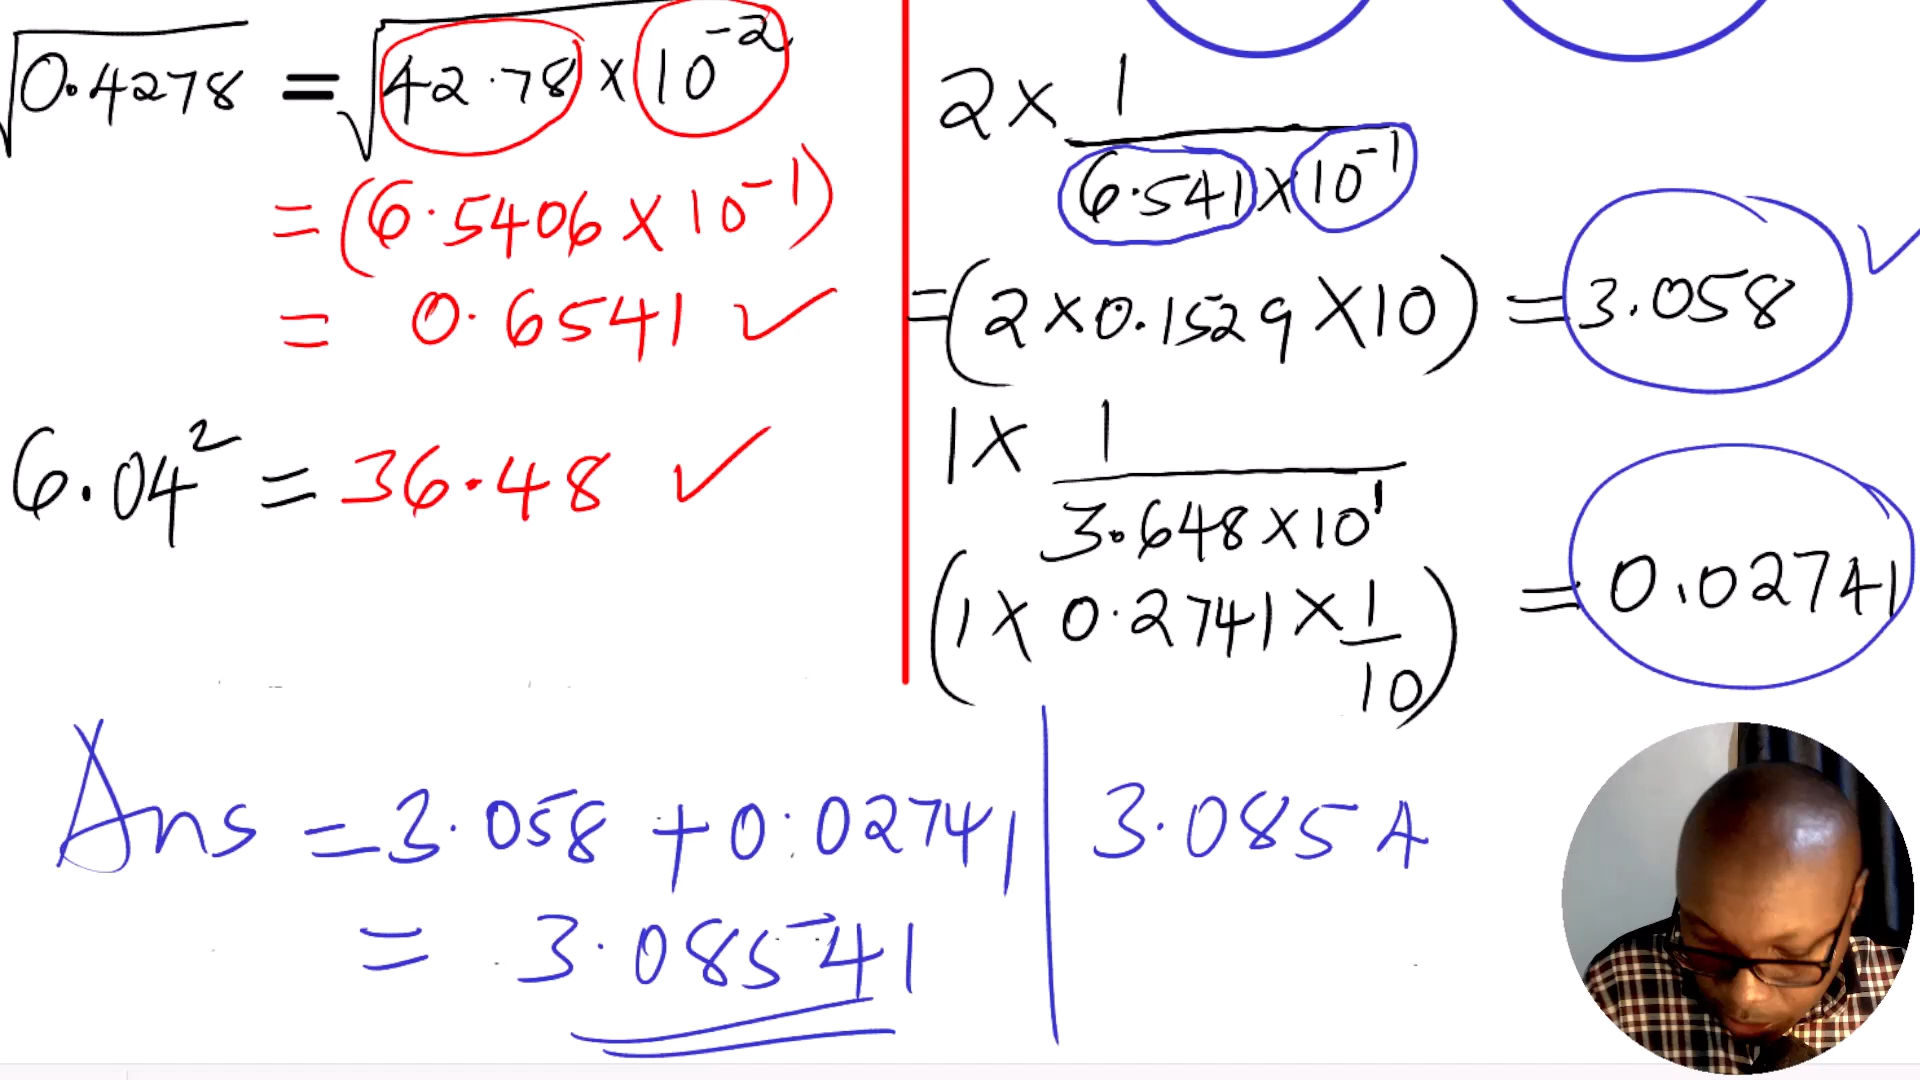 √0.4278 = √42.78 × 10⁻²
= (6.5406 × 10⁻¹)
= 0.6541 ✓
6.04² = 36.48 ✓
2 × 1/(6.541 × 10⁻¹)
= (2 × 0.1529 × 10) = 3.058 ✓
1 × 1/(3.648 × 10¹)
(1 × 0.2741 × 1/10) = 0.02741
Ans = 3.058 + 0.02741
= 3.08541
3.085 4